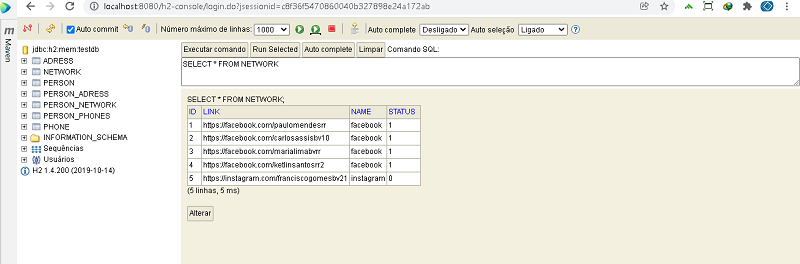 localhost:8080/h2-console/login.do?jsessionid=c8f36f5470860040b327898e24a172ab
Auto commit Número máximo de linhas: 1000 Auto complete Desligado Auto seleção Ligado
Maven
jdbc:h2:mem:testdb
ADRESS
NETWORK
PERSON
PERSON_ADRESS
PERSON_NETWORK
PERSON_PHONES
PHONE
INFORMATION_SCHEMA
Sequências
Usuários
H2 1.4.200 (2019-10-14)
Executar comando Run Selected Auto complete Limpar Comando SQL:
SELECT * FROM NETWORK
SELECT * FROM NETWORK;
ID LINK NAME STATUS
1 https://facebook.com/paulomendesrr facebook 1
2 https://facebook.com/carlosassisbv10 facebook 1
3 https://facebook.com/marialimabvrr facebook 1
4 https://facebook.com/ketlinsantosrr2 facebook 1
5 https://instagram.com/franciscogomesbv21 instagram 0
(5 linhas, 5 ms)
Alterar